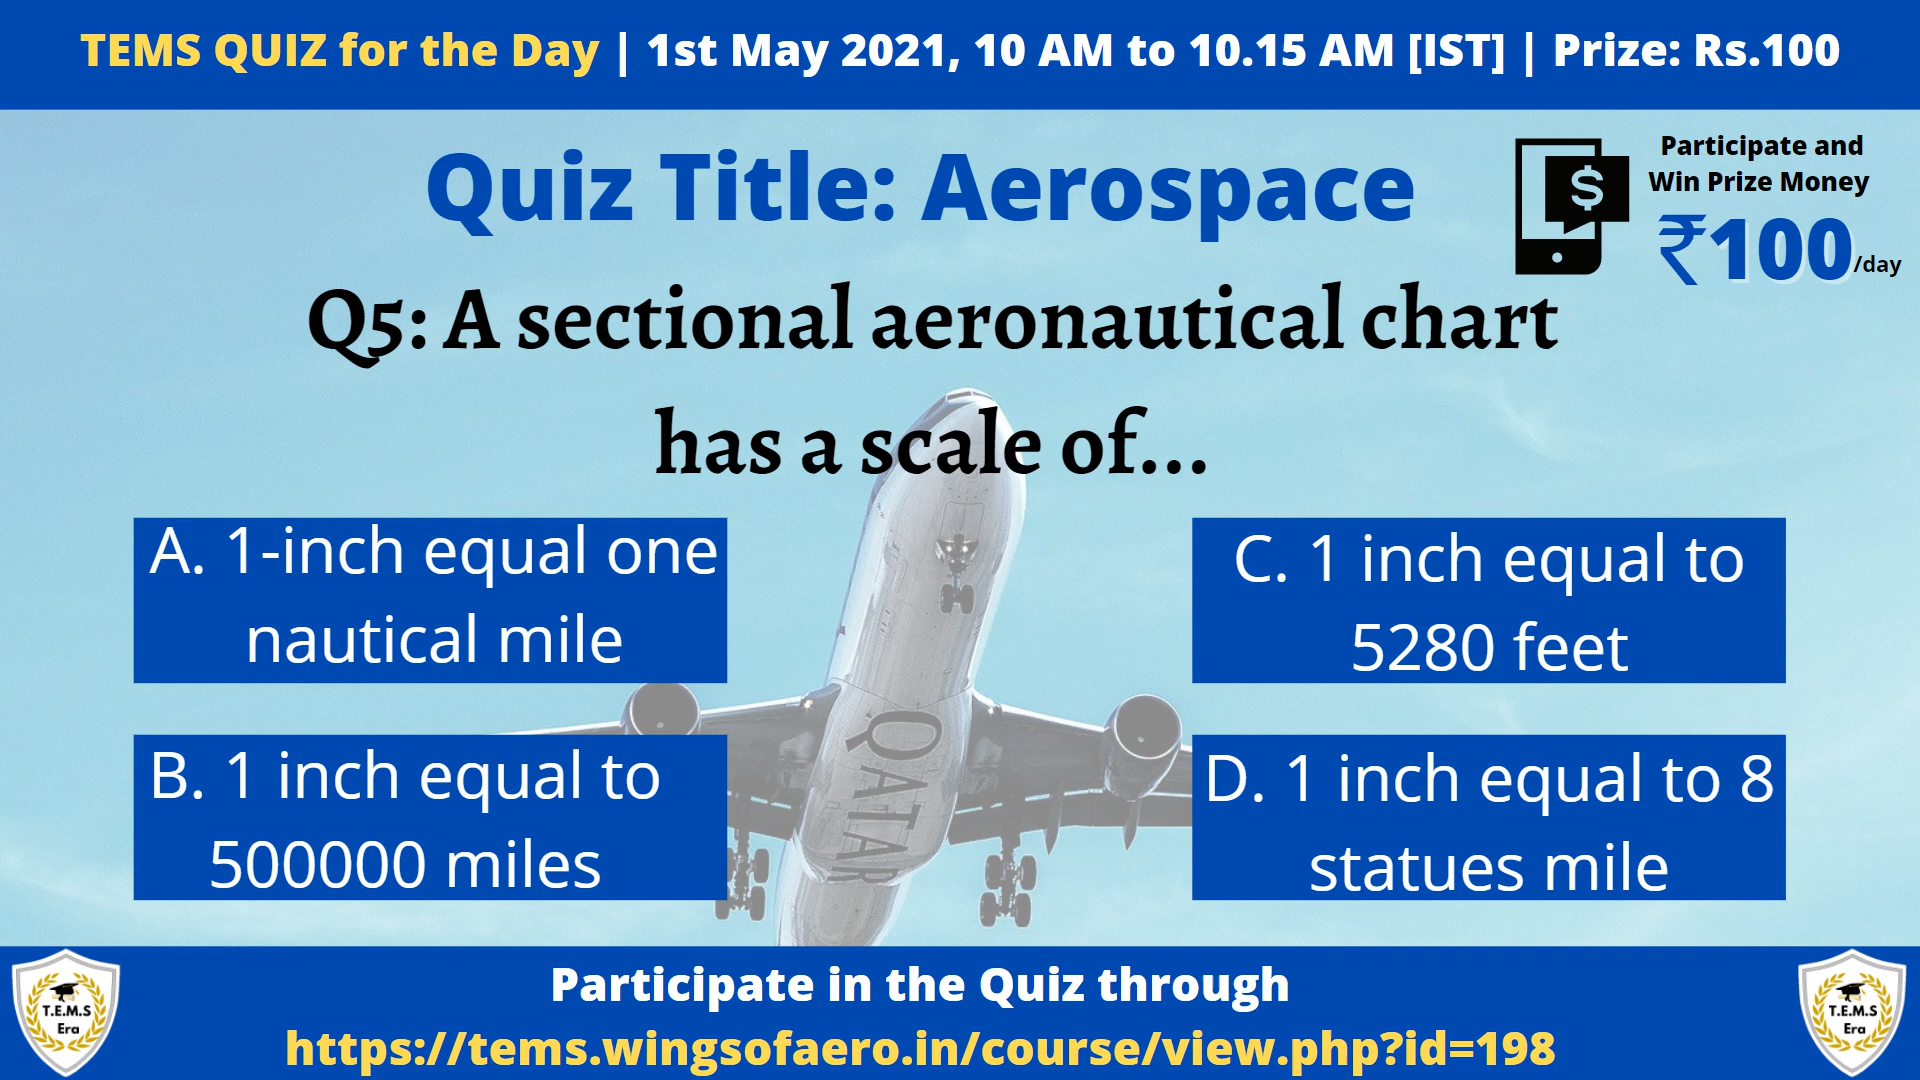 TEMS QUIZ for the Day | 1st May 2021, 10 AM to 10.15 AM [IST] | Prize: Rs.100
Quiz Title: Aerospace
Participate and
Win Prize Money
$
₹100/day
Q5: A sectional aeronautical chart
has a scale of...
A. 1-inch equal one
nautical mile
B. 1 inch equal to
500000 miles
C. 1 inch equal to
5280 feet
D. 1 inch equal to 8
statues mile
QATAR
Participate in the Quiz through
https://tems.wingsofaero.in/course/view.php?id=198
T.E.M.S
Era
T.E.M.S
Era